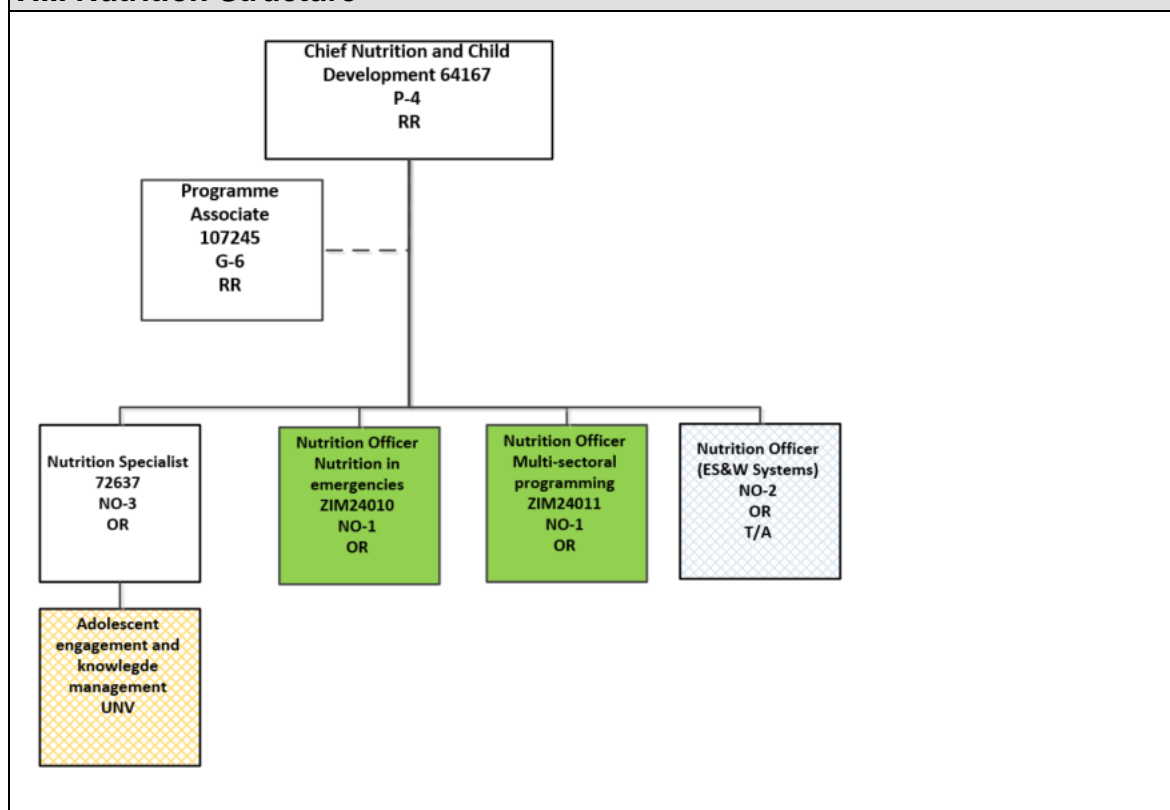 Nutrition Structure
Chief Nutrition and Child
Development 64167
P-4
RR
Programme
Associate
107245
G-6
RR
Nutrition Specialist
72637
NO-3
OR
Nutrition Officer
Nutrition in
emergencies
ZIM24010
NO-1
OR
Nutrition Officer
Multi-sectoral
programming
ZIM24011
NO-1
OR
Nutrition Officer
(ES&W Systems)
NO-2
OR
T/A
Adolescent
engagement and
knowlegde
management
UNV